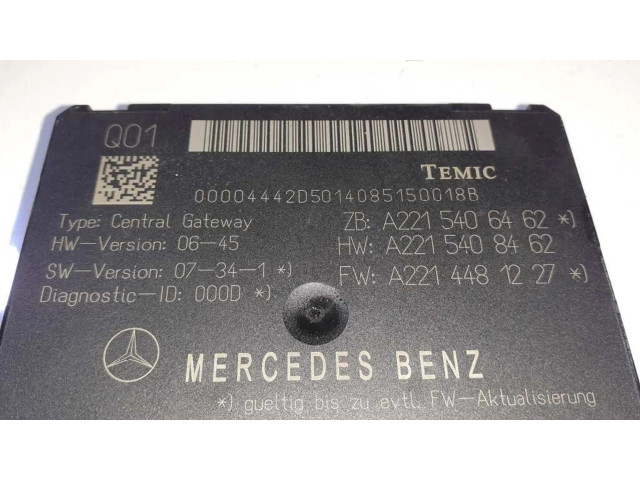 Q01
TEMIC
00004442D50140851500​18B
Type: Central Gateway
HW-Version: 06-45
SW-Version: 07-34-1 *)
Diagnostic-ID: 000D *)
ZB: A221 540 64 62 *)
HW: A221 540 84 62
FW: A221 448 12 27 *)
MERCEDES BENZ
*) gueltig bis zu evtl. FW-Aktualisierung